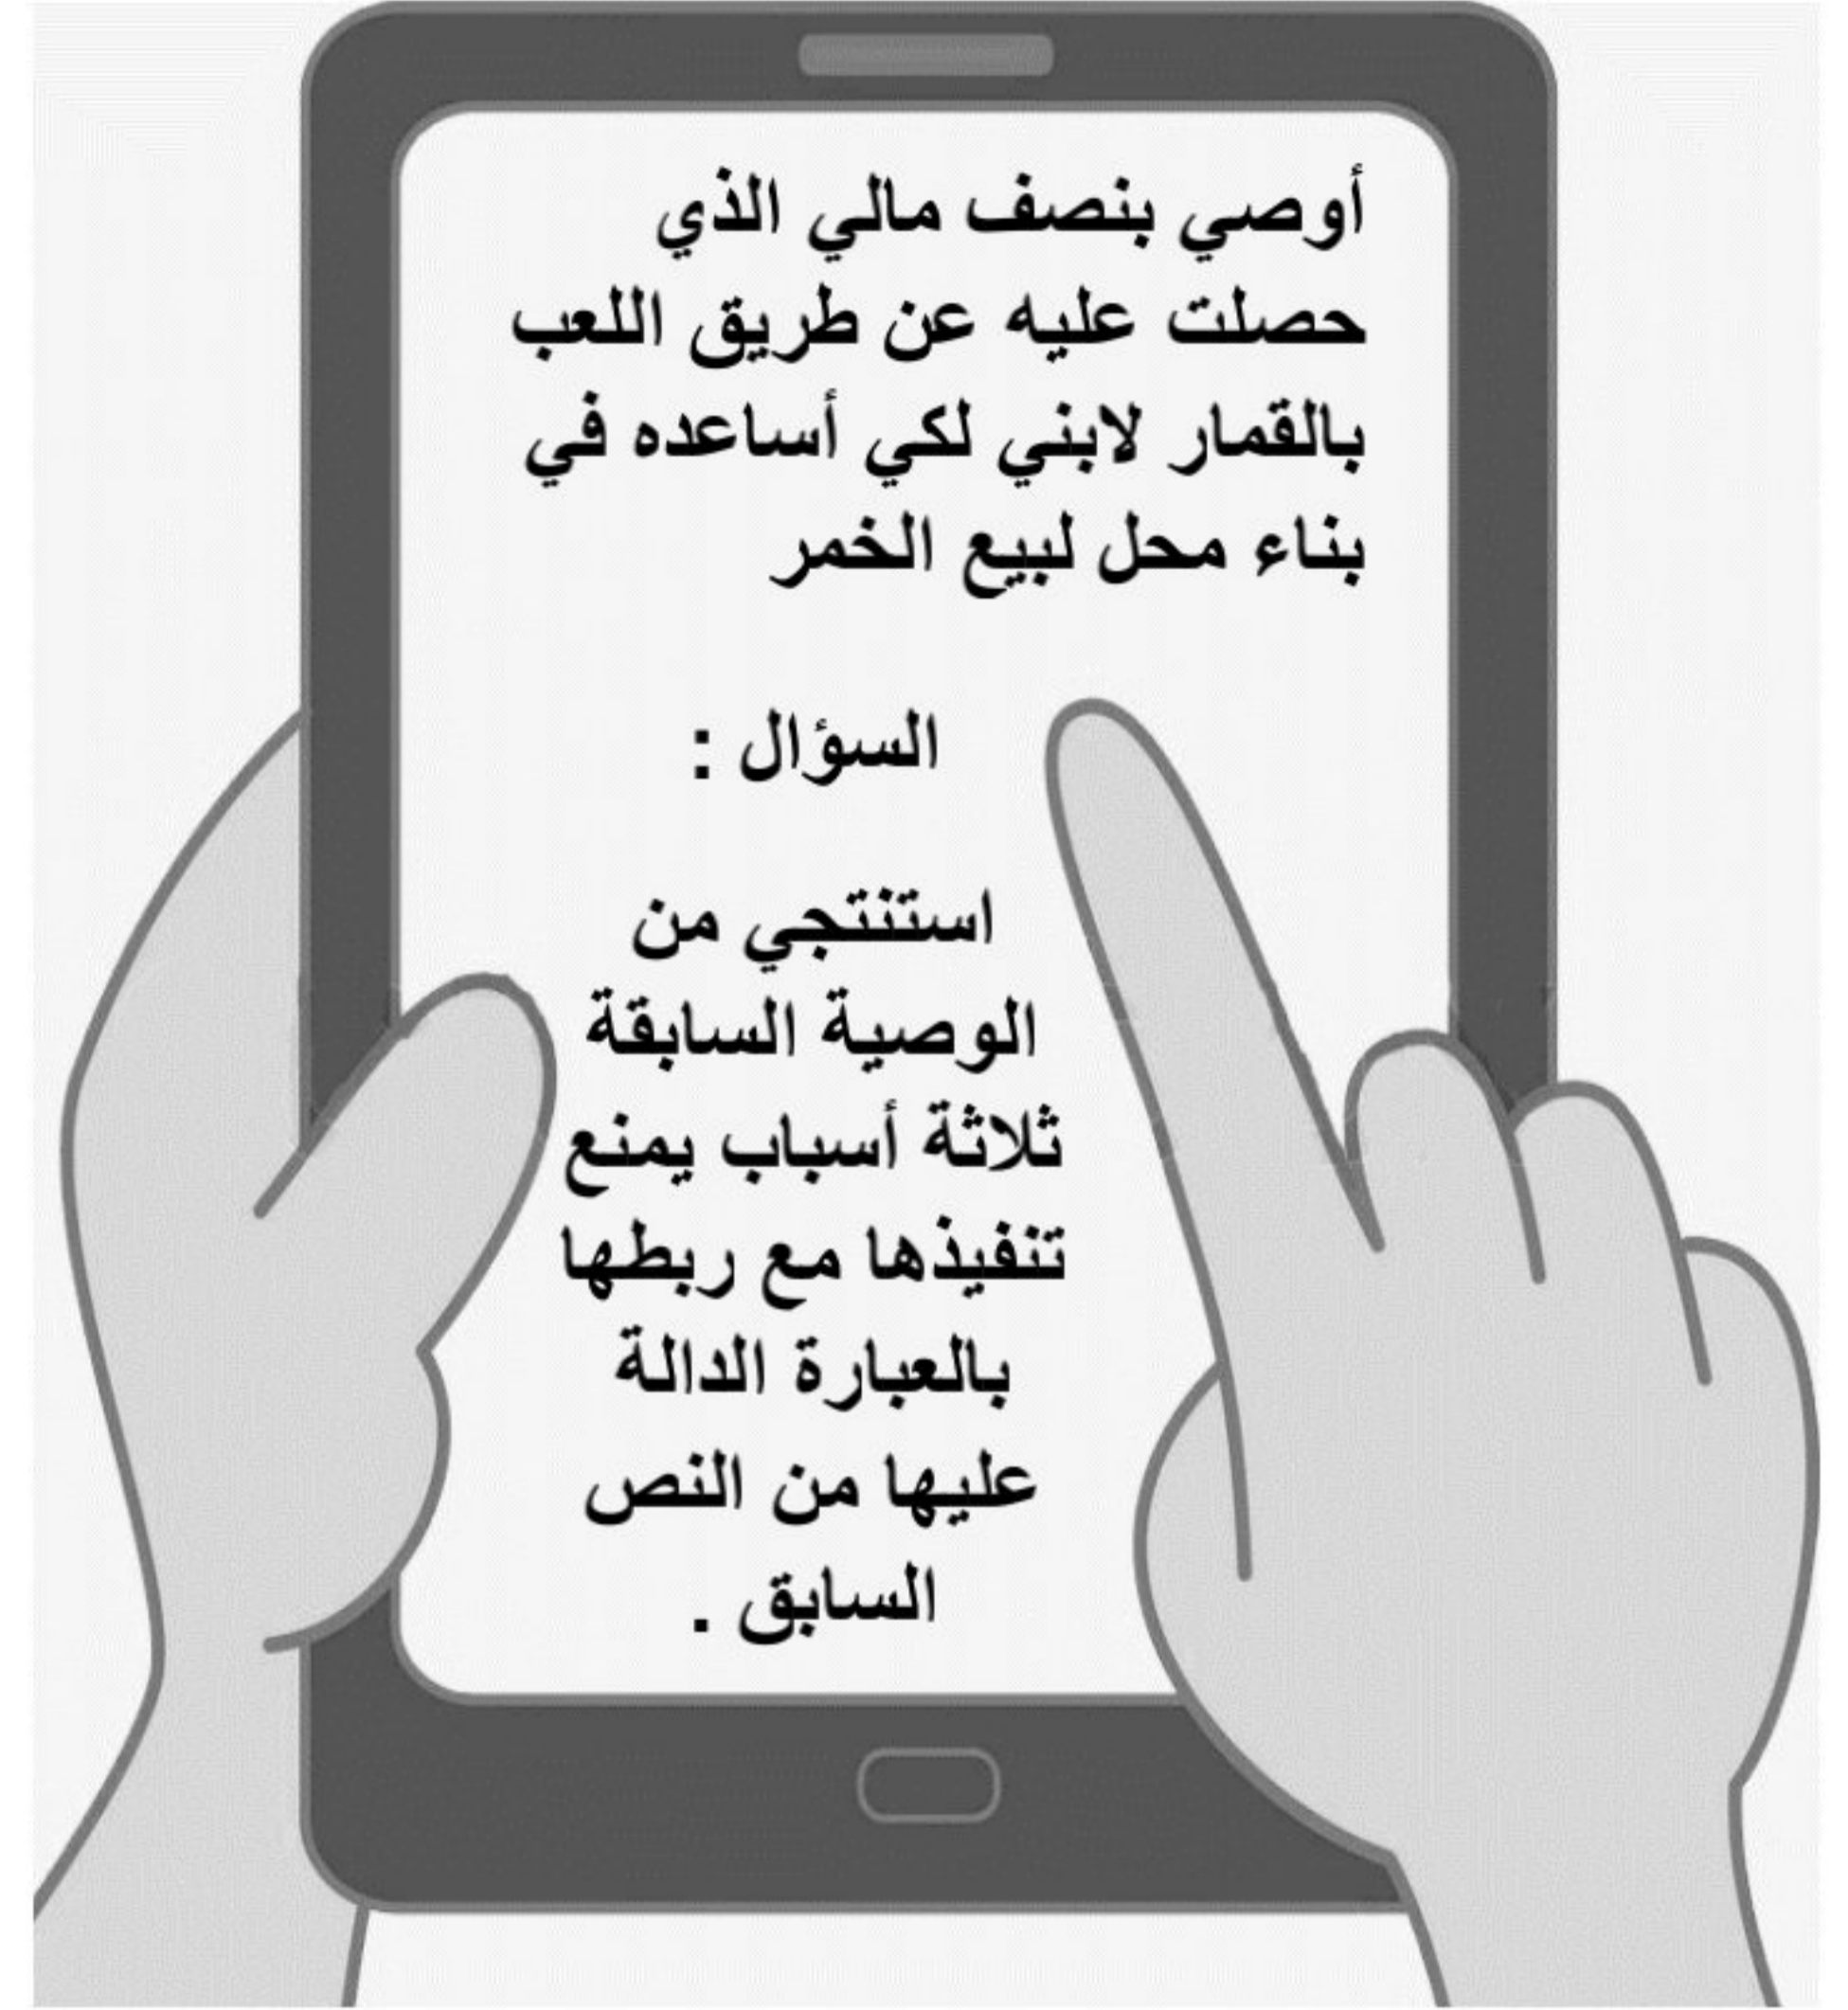 أوصي بنصف مالي الذي
حصلت عليه عن طريق اللعب
بالقمار لابني لكي أساعده في
بناء محل لبيع الخمر
السؤال :
استنتجي من
الوصية السابقة
ثلاثة أسباب يمنع
تنفيذها مع ربطها
بالعبارة الدالة
عليها من النص
السابق .